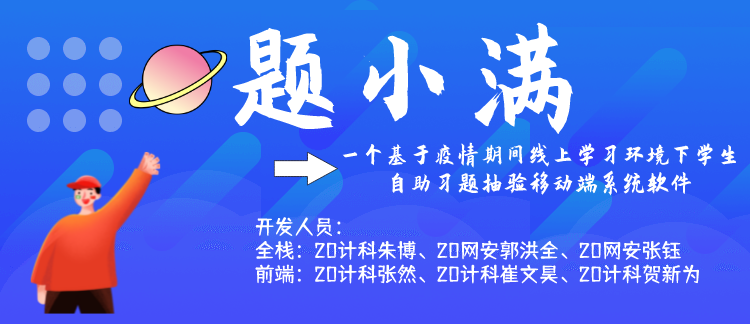 题小满
一个基于疫情期间线上学习环境下学生
自助习题抽验移动端系统软件
开发人员：
全栈：20计科朱博、20网安郭洪全、20网安张钰
前端：20计科张然、20计科崔文昊、20计科贺新为